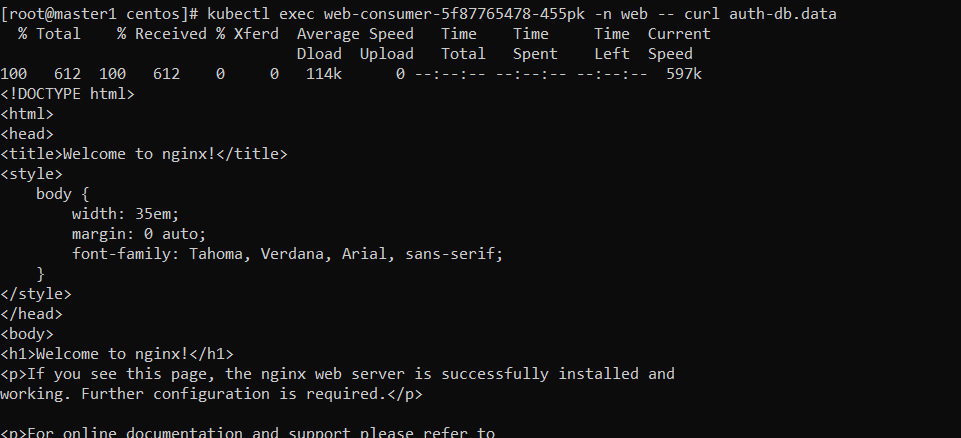 [root@master1 centos]# kubectl exec web-consumer-5f87765478-455pk -n web -- curl auth-db.data
  % Total    % Received % Xferd  Average Speed   Time    Time     Time  Current
                                 Dload  Upload   Total   Spent    Left  Speed
100   612  100   612    0     0   114k      0 --:--:-- --:--:-- --:--:--  597k
<!DOCTYPE html>
<html>
<head>
<title>Welcome to nginx!</title>
<style>
    body {
        width: 35em;
        margin: 0 auto;
        font-family: Tahoma, Verdana, Arial, sans-serif;
    }
</style>
</head>
<body>
<h1>Welcome to nginx!</h1>
<p>If you see this page, the nginx web server is successfully installed and
working. Further configuration is required.</p>

<p>For online documentation and support please refer to